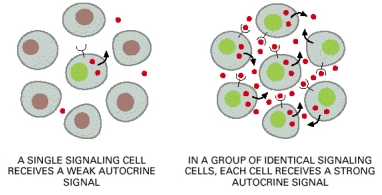 A SINGLE SIGNALING CELL
RECEIVES A WEAK AUTOCRINE
SIGNAL
IN A GROUP OF IDENTICAL SIGNALING
CELLS, EACH CELL RECEIVES A STRONG
AUTOCRINE SIGNAL